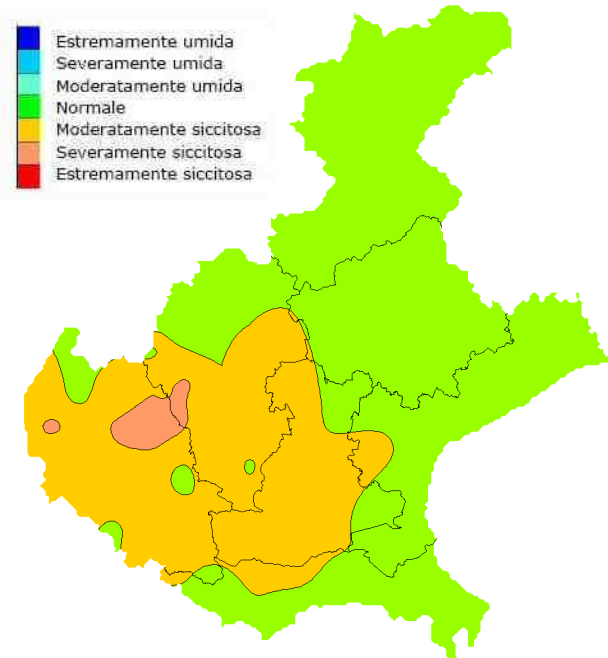 Estremamente umida
Severamente umida
Moderatamente umida
Normale
Moderatamente siccitosa
Severamente siccitosa
Estremamente siccitosa